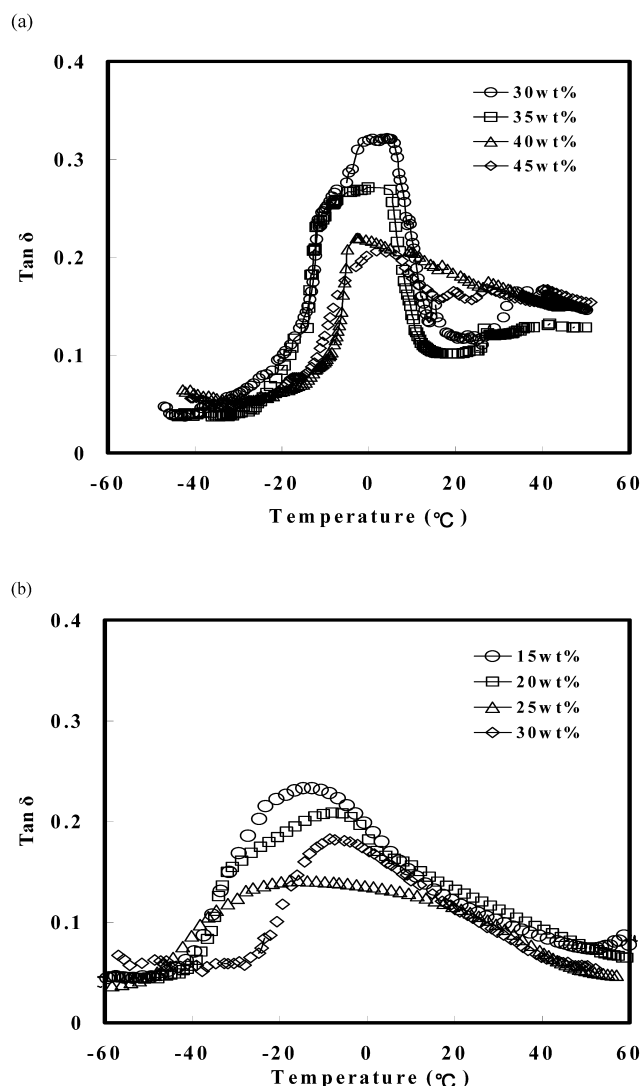 (a)
0.4
30wt%
35wt%
40wt%
45wt%
0.3
Tan δ
0.2
0.1
0
-60 -40 -20 0 20 40 60
Temperature (℃)
(b)
0.4
15wt%
20wt%
25wt%
30wt%
0.3
Tan δ
0.2
0.1
0
-60 -40 -20 0 20 40 60
Temperature (℃)